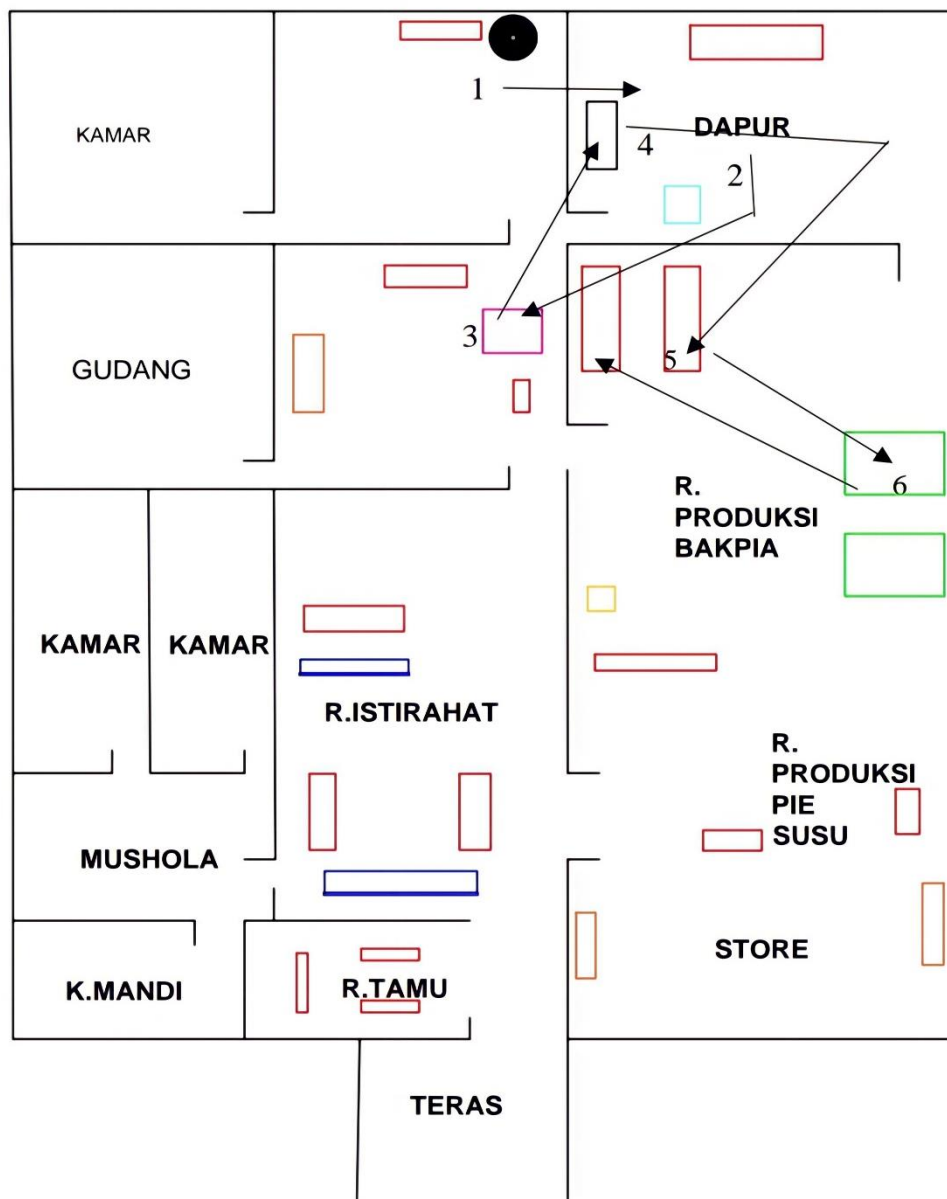 1
KAMAR
DAPUR
4
2
3
GUDANG
5
6
R.
PRODUKSI
BAKPIA
KAMAR
KAMAR
R.ISTIRAHAT
R.
PRODUKSI
PIE
SUSU
MUSHOLA
STORE
K.MANDI
R.TAMU
TERAS